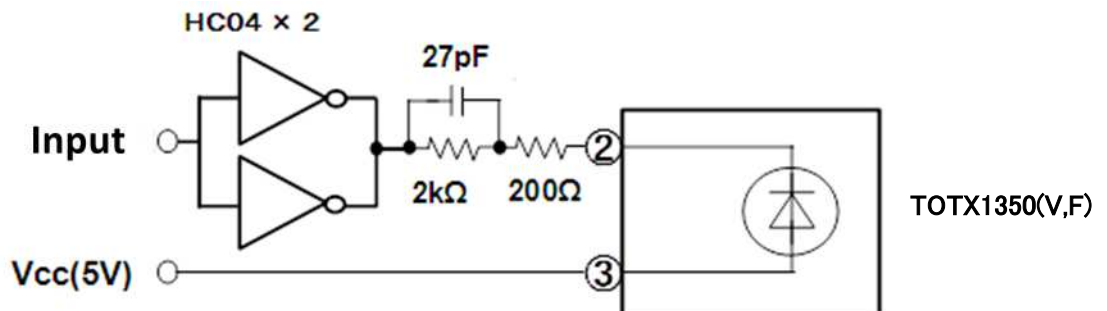 HC04 × 2
27pF
Input
2kΩ
200Ω
②
TOTX1350(V,F)
Vcc(5V)
③